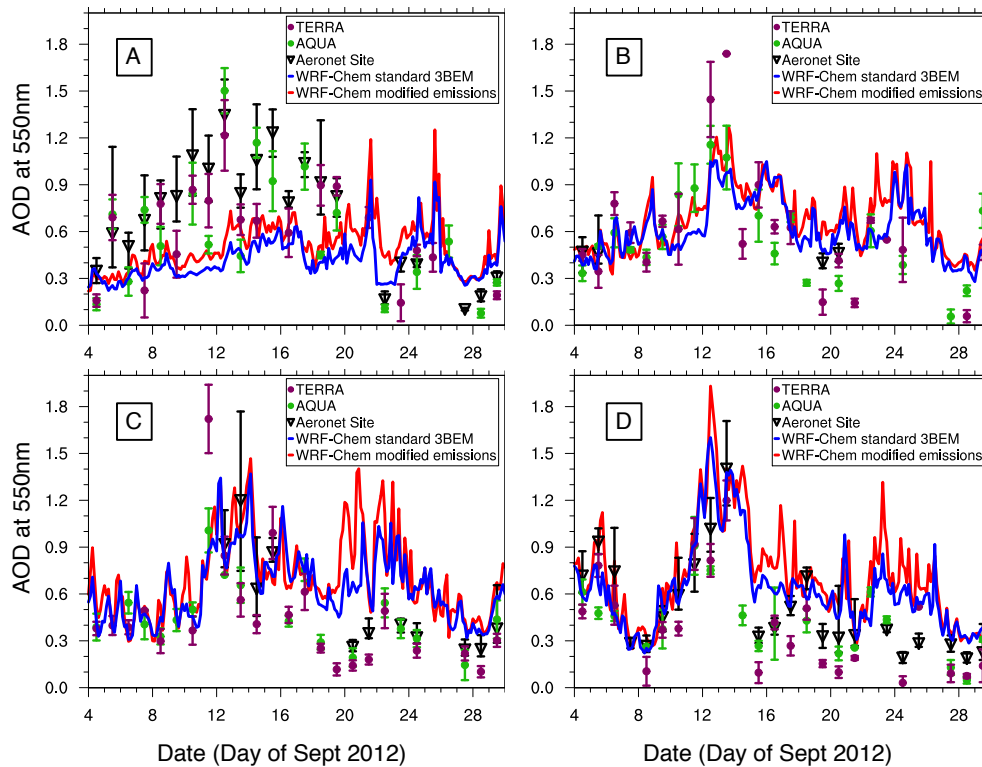 A
TERRA
AQUA
Aeronet Site
WRF-Chem standard 3BEM
WRF-Chem modified emissions
AOD at 550nm
1.8
1.5
1.2
0.9
0.6
0.3
0.0
4 8 12 16 20 24 28
B
TERRA
AQUA
Aeronet Site
WRF-Chem standard 3BEM
WRF-Chem modified emissions
1.8
1.5
1.2
0.9
0.6
0.3
0.0
4 8 12 16 20 24 28
C
TERRA
AQUA
Aeronet Site
WRF-Chem standard 3BEM
WRF-Chem modified emissions
AOD at 550nm
1.8
1.5
1.2
0.9
0.6
0.3
0.0
4 8 12 16 20 24 28
Date (Day of Sept 2012)
D
TERRA
AQUA
Aeronet Site
WRF-Chem standard 3BEM
WRF-Chem modified emissions
1.8
1.5
1.2
0.9
0.6
0.3
0.0
4 8 12 16 20 24 28
Date (Day of Sept 2012)